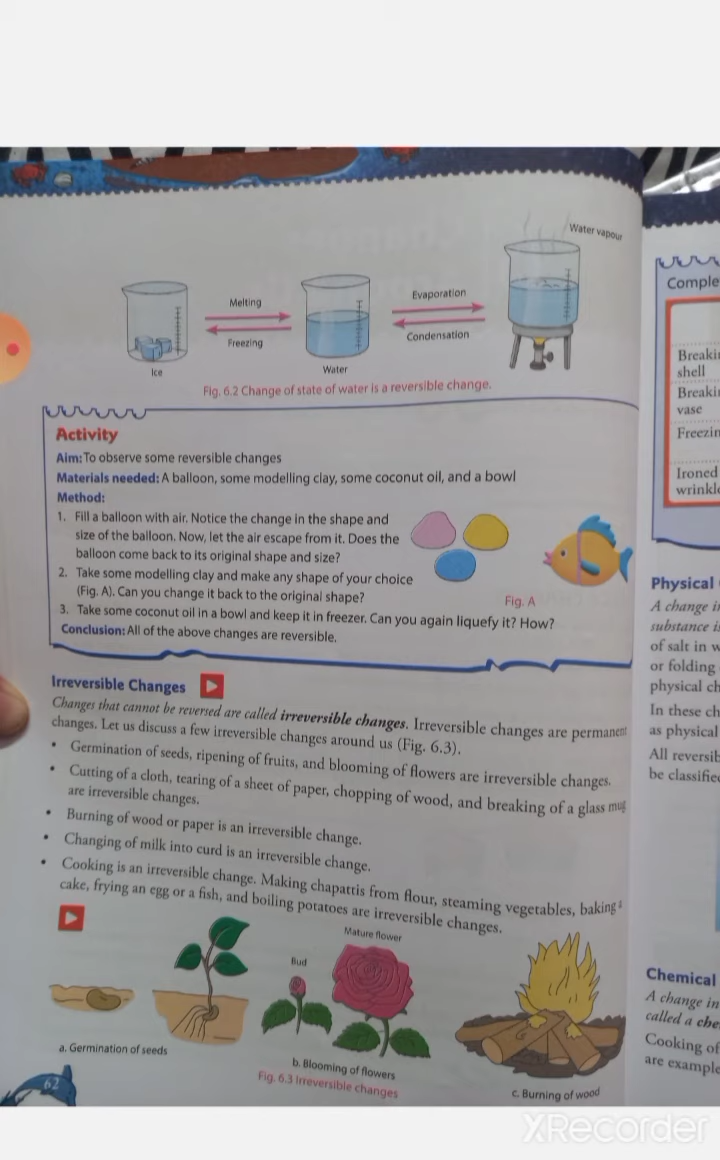 Water vapour
Melting
Evaporation
Freezing
Condensation
Ice
Water
Fig. 6.2 Change of state of water is a reversible change.
Activity
Aim: To observe some reversible changes
Materials needed: A balloon, some modelling clay, some coconut oil, and a bowl
Method:
1. Fill a balloon with air. Notice the change in the shape and
size of the balloon. Now, let the air escape from it. Does the
balloon come back to its original shape and size?
2. Take some modelling clay and make any shape of your choice
(Fig. A). Can you change it back to the original shape?
Fig. A
3. Take some coconut oil in a bowl and keep it in freezer. Can you again liquefy it? How?
Conclusion: All of the above changes are reversible.
Irreversible Changes
Changes that cannot be reversed are called irreversible changes. Irreversible changes are permanent
changes. Let us discuss a few irreversible changes around us (Fig. 6.3).
• Germination of seeds, ripening of fruits, and blooming of flowers are irreversible changes.
• Cutting of a cloth, tearing of a sheet of paper, chopping of wood, and breaking of a glass mug
are irreversible changes.
• Burning of wood or paper is an irreversible change.
• Changing of milk into curd is an irreversible change.
• Cooking is an irreversible change. Making chapattis from flour, steaming vegetables, baking a
cake, frying an egg or a fish, and boiling potatoes are irreversible changes.
Bud
Mature flower
a. Germination of seeds
b. Blooming of flowers
c. Burning of wood
Fig. 6.3 Irreversible changes
62
Comple
Breakin
shell
Breakin
vase
Freezin
Ironed
wrinkle
Physical
A change in
substance i
of salt in w
or folding
physical ch
In these ch
as physical
All reversib
be classified
Chemical
A change in
called a che
Cooking of
are example
XRecorder